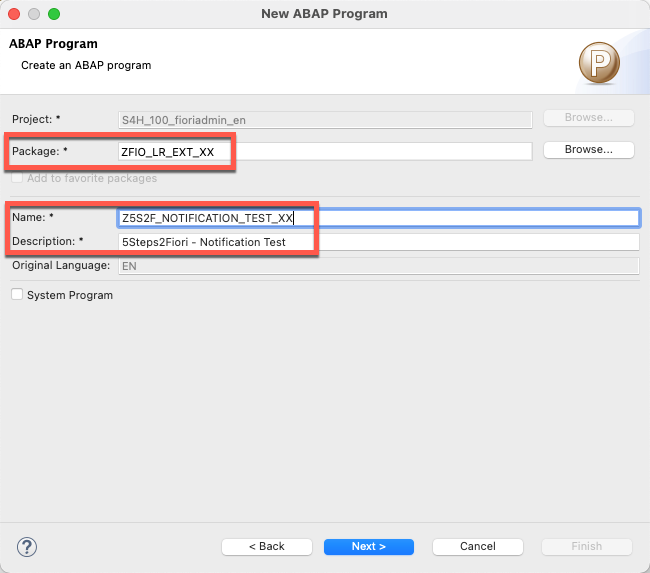 New ABAP Program
ABAP Program
Create an ABAP program
P
Project: * S4H_100_fioriadmin_en Browse...
Package: * ZFIO_LR_EXT_XX Browse...
Add to favorite packages
Name: * Z5S2F_NOTIFICATION_TEST_XX
Description: * 5Steps2Fiori - Notification Test
Original Language: EN
System Program
? < Back Next > Cancel Finish